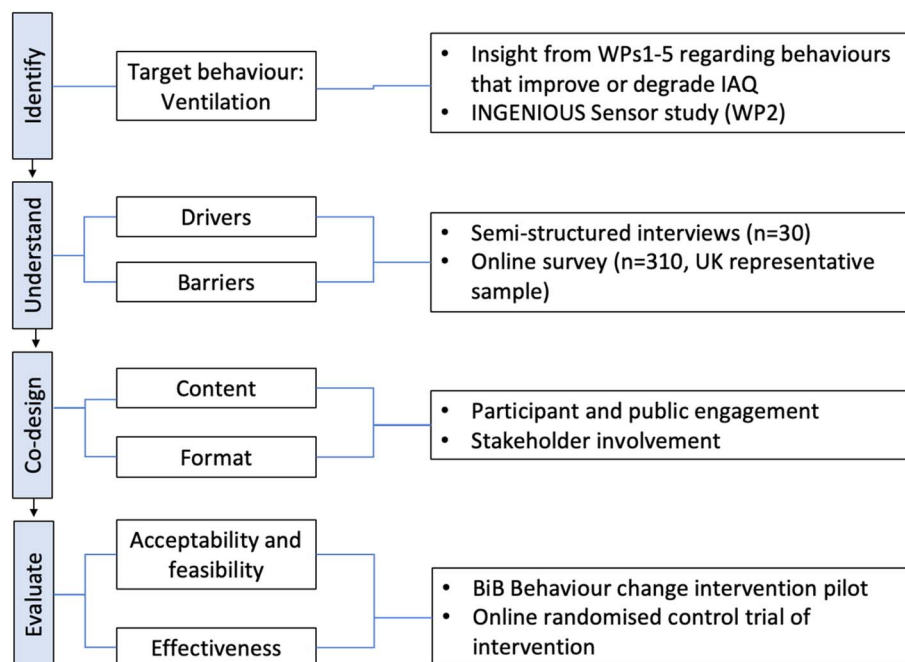 Identify
Target behaviour:
Ventilation
• Insight from WPs1-5 regarding behaviours
that improve or degrade IAQ
• INGENIOUS Sensor study (WP2)
Understand
Drivers
Barriers
• Semi-structured interviews (n=30)
• Online survey (n=310, UK representative
sample)
Co-design
Content
Format
• Participant and public engagement
• Stakeholder involvement
Evaluate
Acceptability and
feasibility
Effectiveness
• BiB Behaviour change intervention pilot
• Online randomised control trial of
intervention